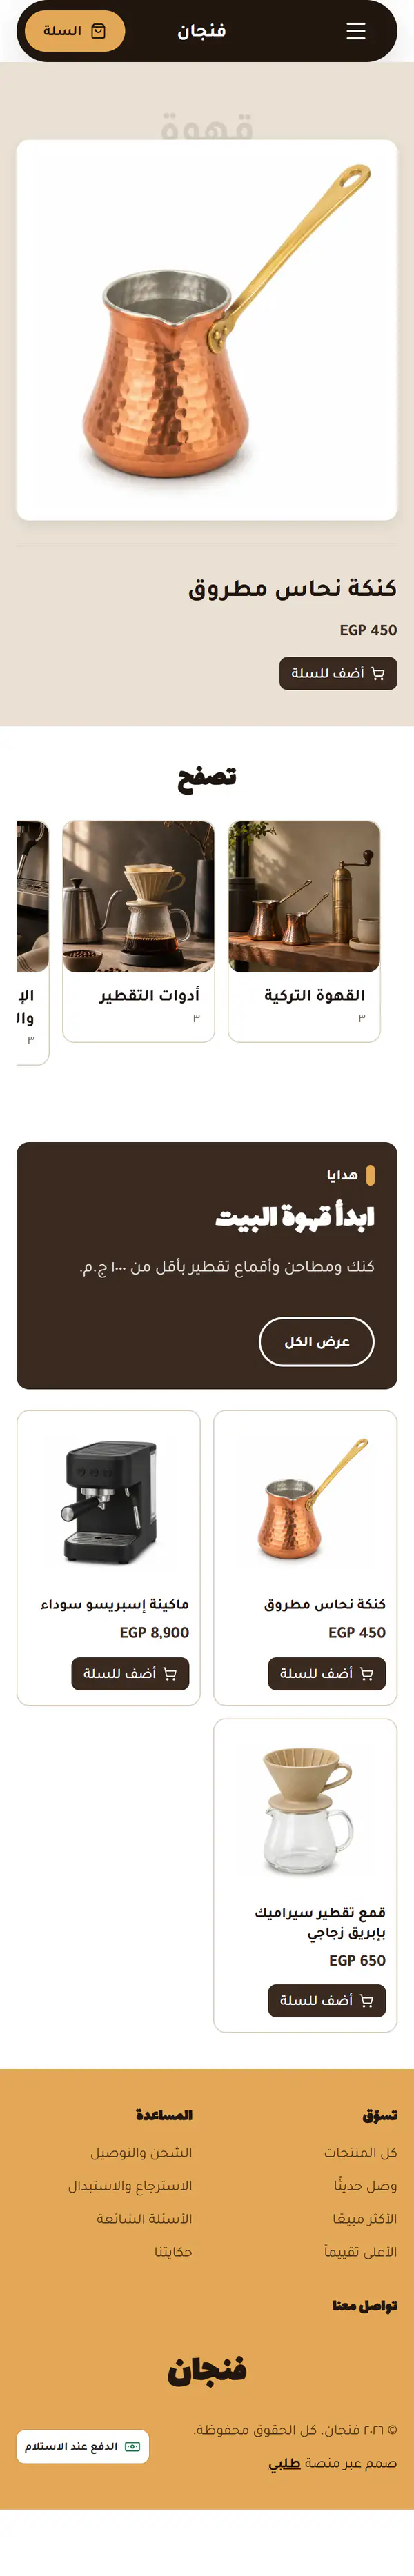 فنجان
السلة
قهوة
كنكة نحاس مطروق
EGP 450
أضف للسلة
تصفح
القهوة التركية
٣
أدوات التقطير
٣
الإ
وال
٣
هدايا
ابدأ قهوة البيت
كنك ومطاحن وأقماع تقطير بأقل من ١٠٠٠ ج.م.
عرض الكل
كنكة نحاس مطروق
EGP 450
أضف للسلة
ماكينة إسبريسو سوداء
EGP 8,900
أضف للسلة
قمع تقطير سيراميك
بإبريق زجاجي
EGP 650
أضف للسلة
تسوّق
كل المنتجات
وصل حديثًا
الأكثر مبيعًا
الأعلى تقييماً
المساعدة
الشحن والتوصيل
الاسترجاع والاستبدال
الأسئلة الشائعة
حكايتنا
تواصل معنا
فنجان
© ٢٠٢٦ فنجان. كل الحقوق محفوظة.
صمم عبر منصة طلبي
الدفع عند الاستلام